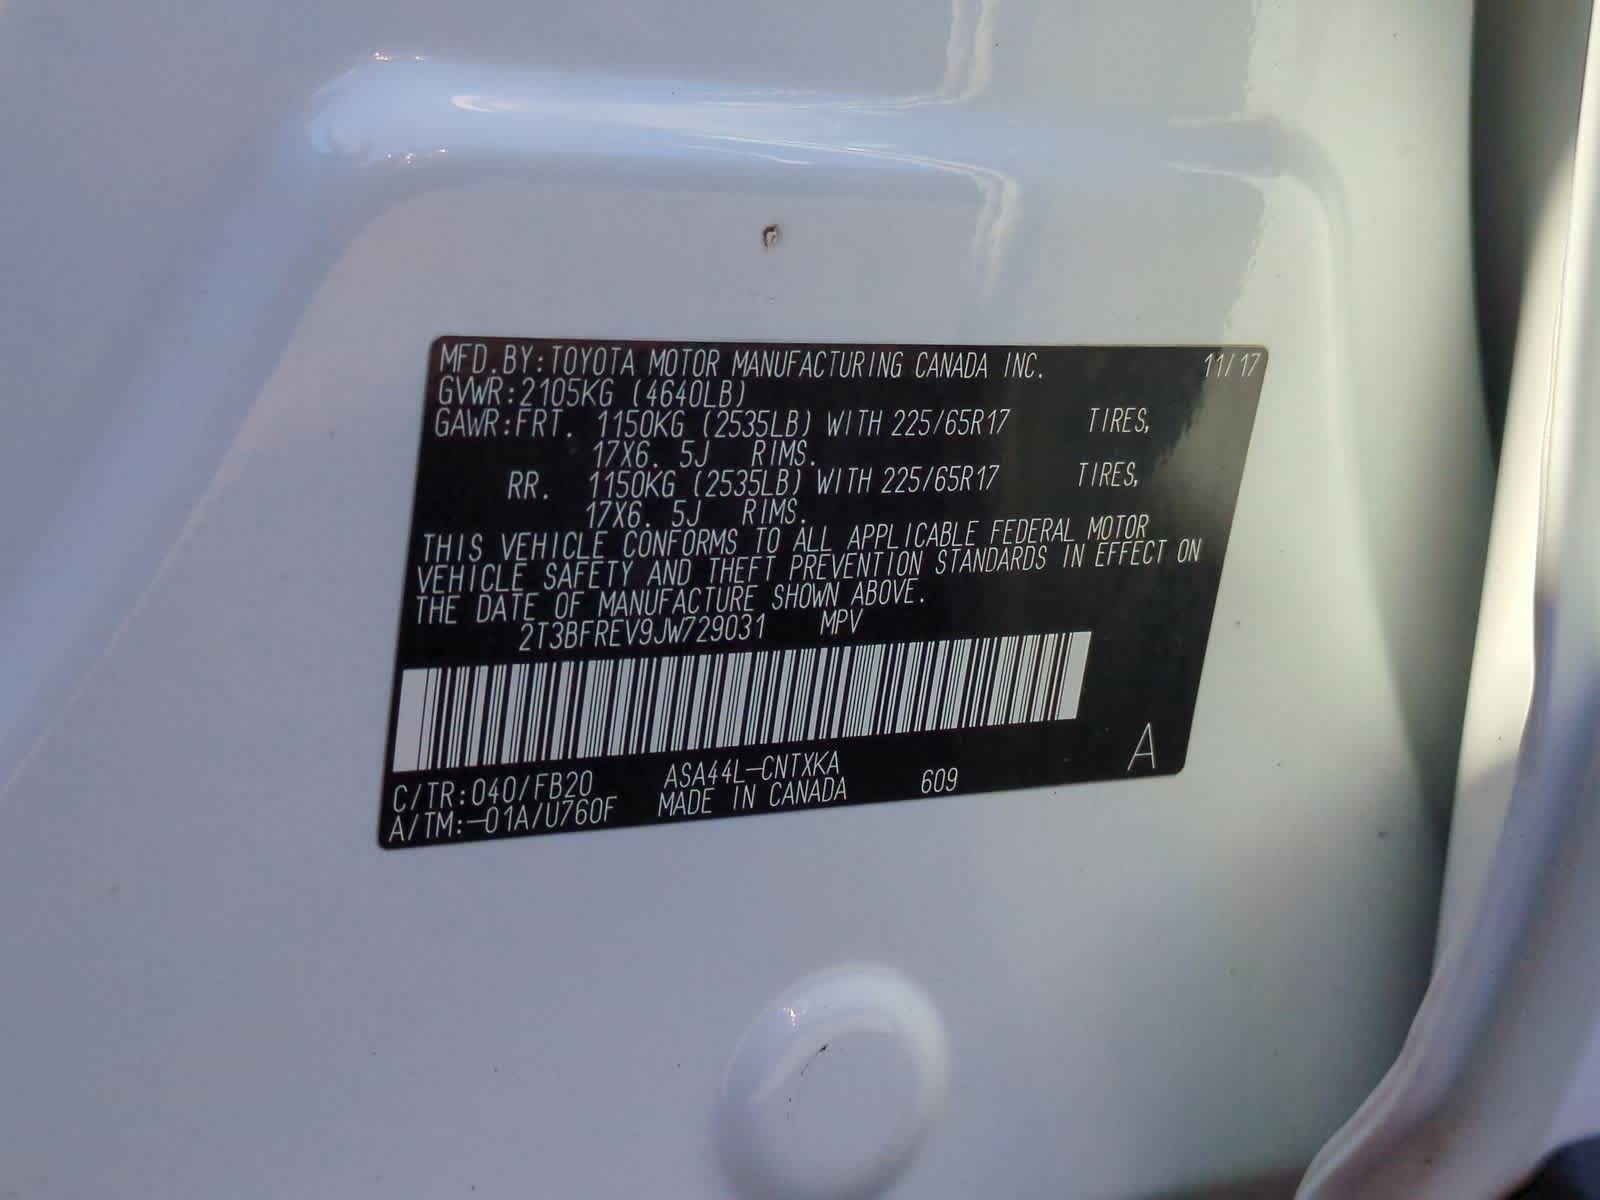 MFD.BY:TOYOTA MOTOR MANUFACTURING CANADA INC. 11/17
GVWR:2105KG (4640LB)
GAWR:FRT. 1150KG (2535LB) WITH 225/65R17 TIRES,
17X6. 5J RIMS.
RR. 1150KG (2535LB) WITH 225/65R17 TIRES,
17X6. 5J RIMS.
THIS VEHICLE CONFORMS TO ALL APPLICABLE FEDERAL MOTOR
VEHICLE SAFETY AND THEFT PREVENTION STANDARDS IN EFFECT ON
THE DATE OF MANUFACTURE SHOWN ABOVE.
2T3BFREV9JW729031 MPV
C/TR:040/FB20 ASA44L-CNTXKA 609 A
A/TM:-01A/U760F MADE IN CANADA